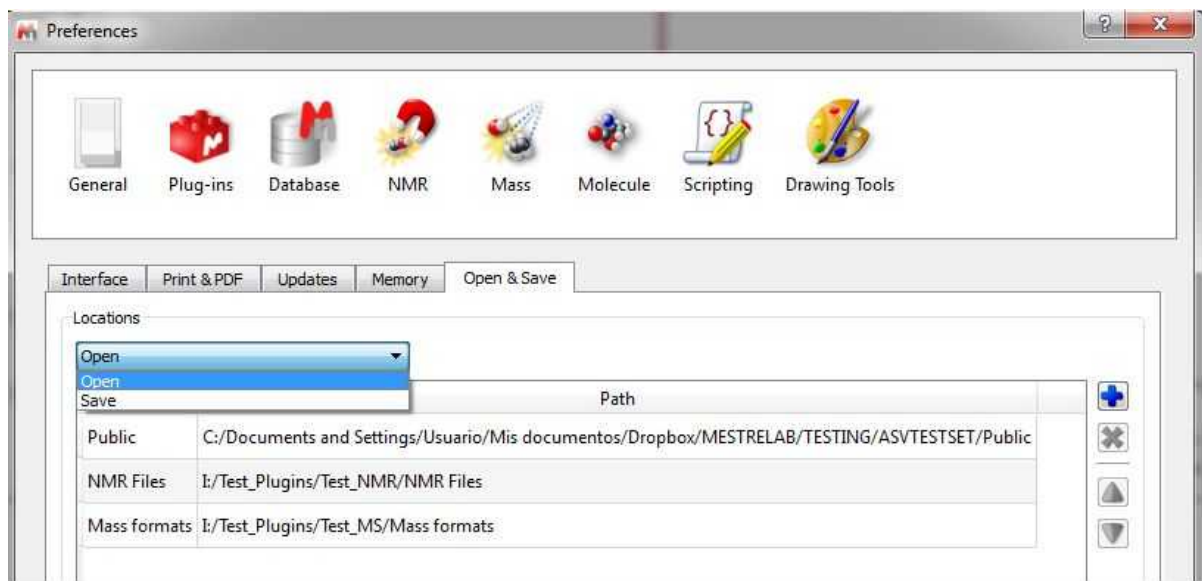 Preferences
General Plug-ins Database NMR Mass Molecule Scripting Drawing Tools
Interface Print & PDF Updates Memory Open & Save
Locations
Open
Open
Save
Path
Public C:/Documents and Settings/Usuario/Mis documentos/Dropbox/MESTRELAB/TESTING/ASVTESTSET/Public
NMR Files I:/Test_Plugins/Test_NMR/NMR Files
Mass formats I:/Test_Plugins/Test_MS/Mass formats